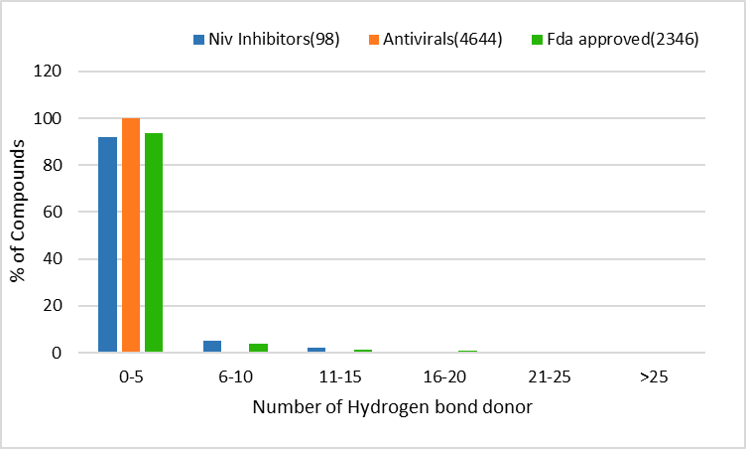 Niv Inhibitors(98) Antivirals(4644) Fda approved(2346)
120
100
80
60
40
20
0
% of Compounds
0-5 6-10 11-15 16-20 21-25 >25
Number of Hydrogen bond donor